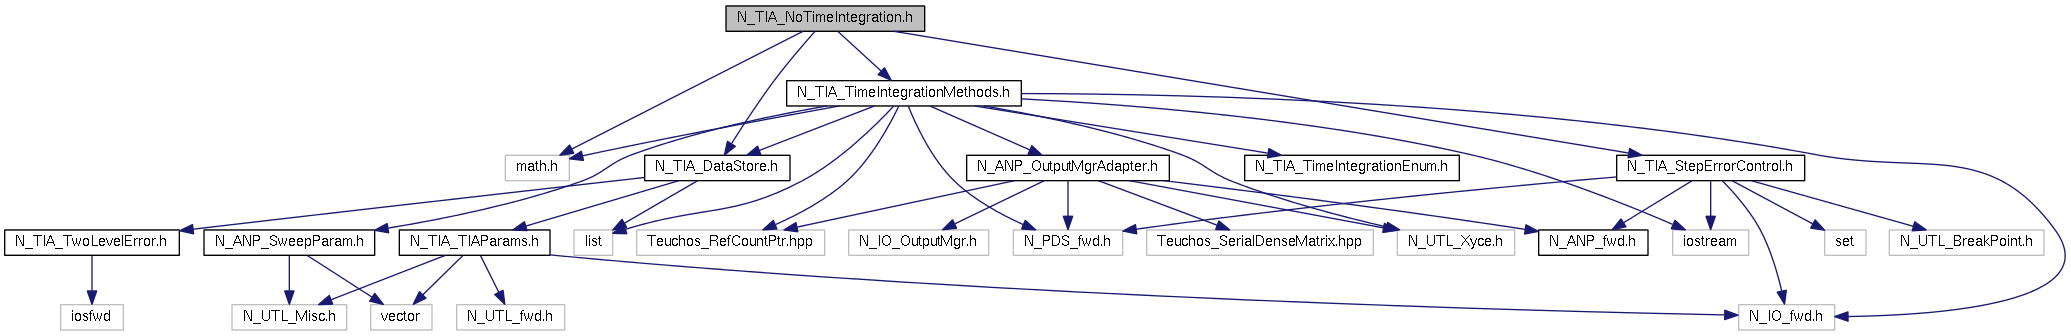 N_TIA_NoTimeIntegration.h
N_TIA_TimeIntegrationMethods.h
math.h
N_TIA_DataStore.h
N_ANP_OutputMgrAdapter.h
N_TIA_TimeIntegrationEnum.h
N_TIA_StepErrorControl.h
N_TIA_TwoLevelError.h
N_ANP_SweepParam.h
N_TIA_TIAParams.h
list
Teuchos_RefCountPtr.hpp
N_IO_OutputMgr.h
N_PDS_fwd.h
Teuchos_SerialDenseMatrix.hpp
N_UTL_Xyce.h
N_ANP_fwd.h
iostream
set
N_UTL_BreakPoint.h
iosfwd
N_UTL_Misc.h
vector
N_UTL_fwd.h
N_IO_fwd.h